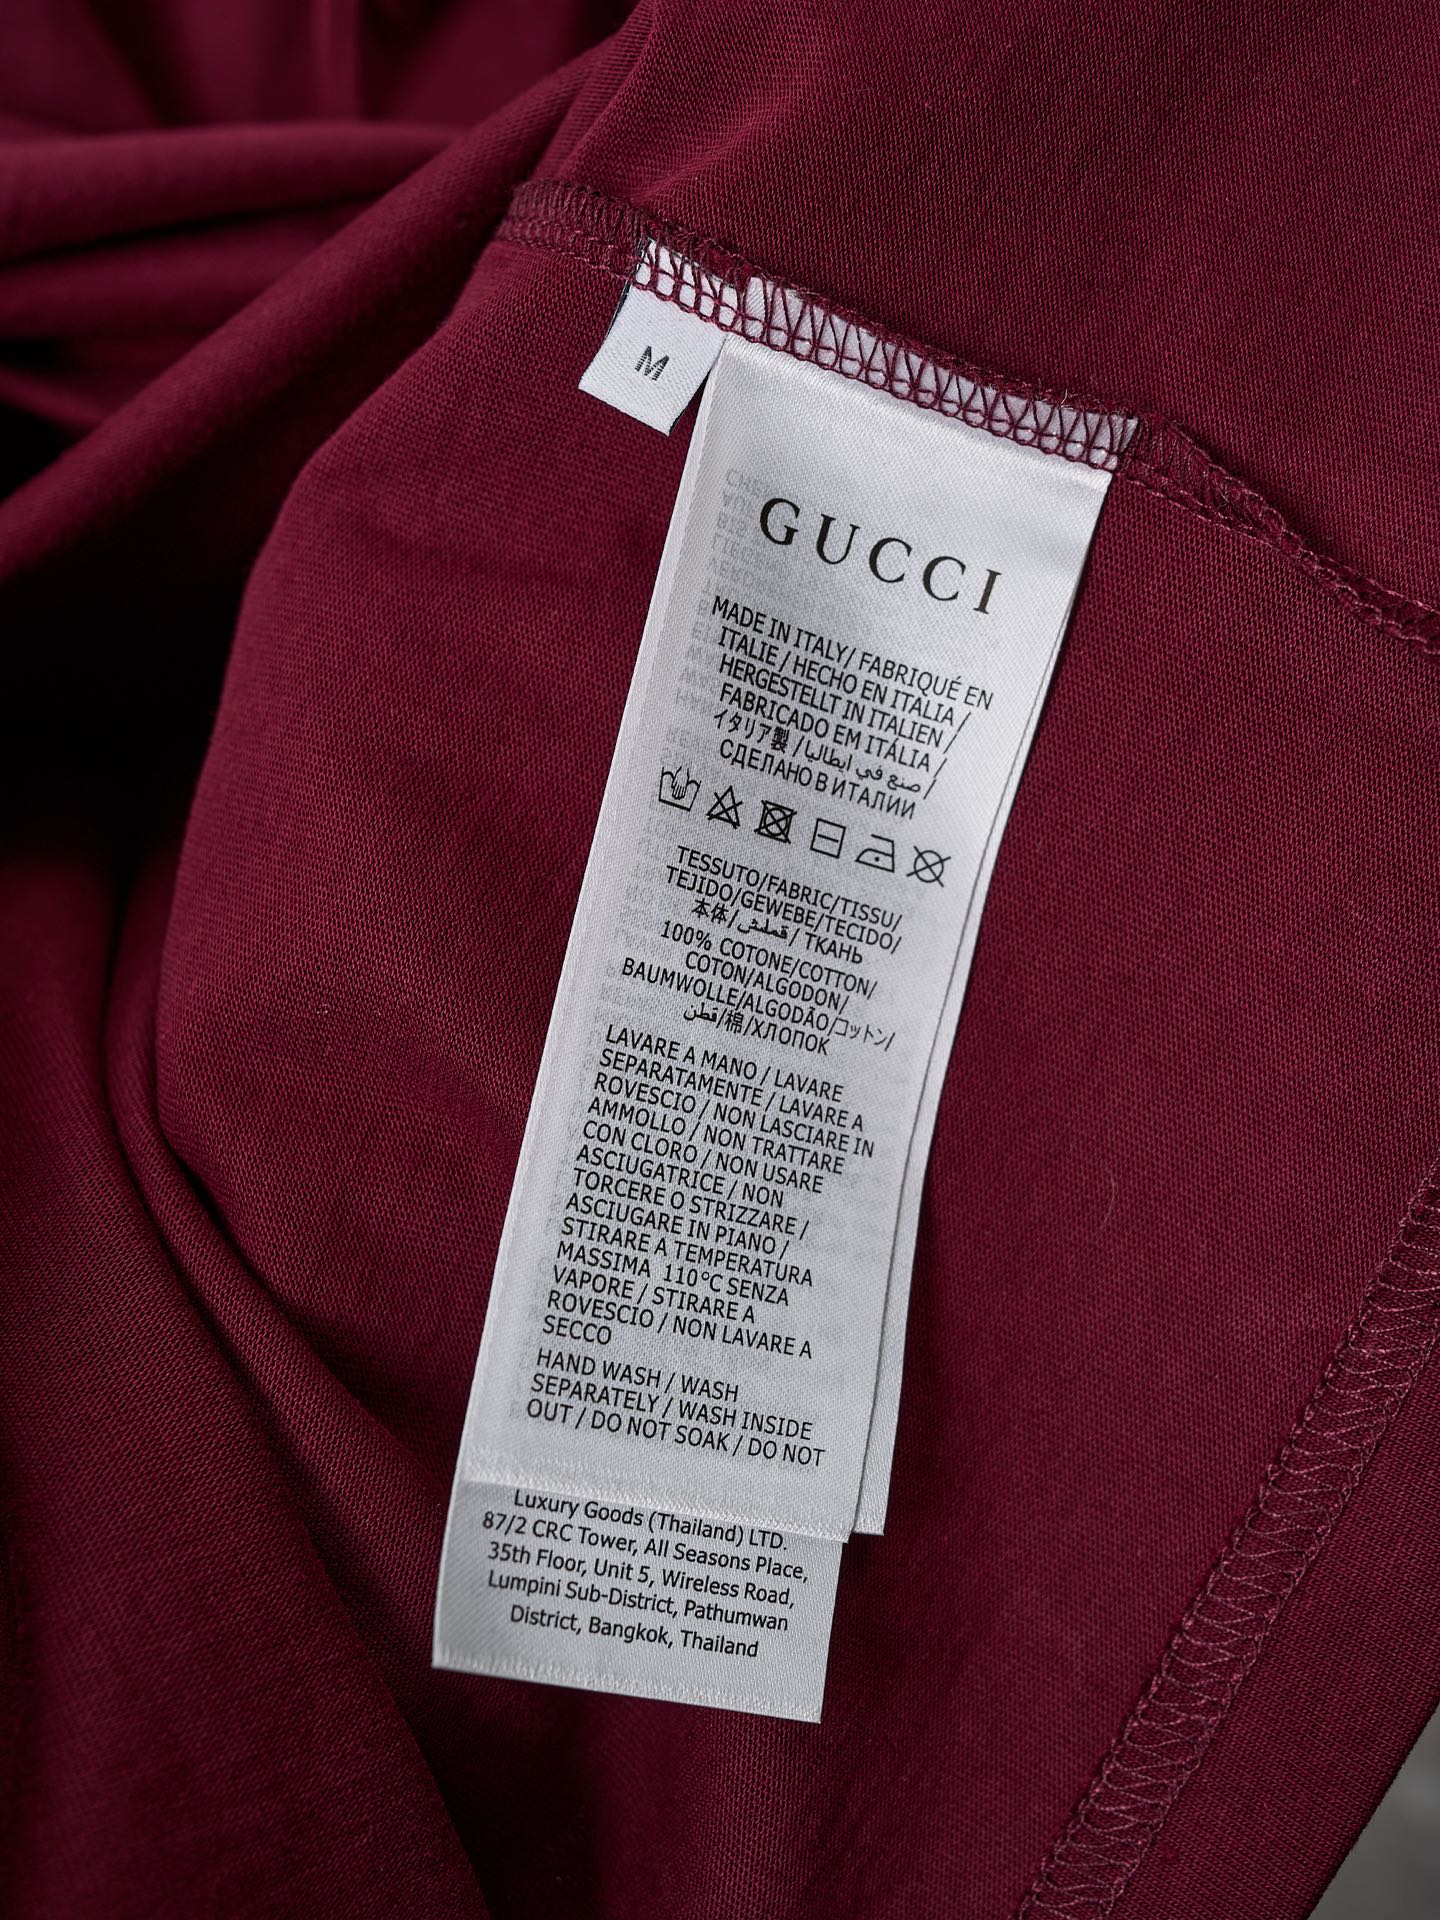 M
GUCCI
MADE IN ITALY/ FABRIQUÉ EN
ITALIE / HECHO EN ITALIA /
HERGESTELLT IN ITALIEN /
FABRICADO EM ITÁLIA /
イタリア製 / صنع في ايطاليا /
СДЕЛАНО В ИТАЛИИ
TESSUTO/FABRIC/TISSU/
TEJIDO/GEWEBE/TECIDO/
本体/قملش / ТКАНЬ
100% COTONE/COTTON/
COTON/ALGODON/
BAUMWOLLE/ALGODÃO/コットン/
قطن/棉/ХЛОПОК
LAVARE A MANO / LAVARE
SEPARATAMENTE / LAVARE A
ROVESCIO / NON LASCIARE IN
AMMOLLO / NON TRATTARE
CON CLORO / NON USARE
ASCIUGATRICE / NON
TORCERE O STRIZZARE /
ASCIUGARE IN PIANO /
STIRARE A TEMPERATURA
MASSIMA 110°C SENZA
VAPORE / STIRARE A
ROVESCIO / NON LAVARE A
SECCO
HAND WASH / WASH
SEPARATELY / WASH INSIDE
OUT / DO NOT SOAK / DO NOT
Luxury Goods (Thailand) LTD.
87/2 CRC Tower, All Seasons Place,
35th Floor, Unit 5, Wireless Road,
Lumpini Sub-District, Pathumwan
District, Bangkok, Thailand